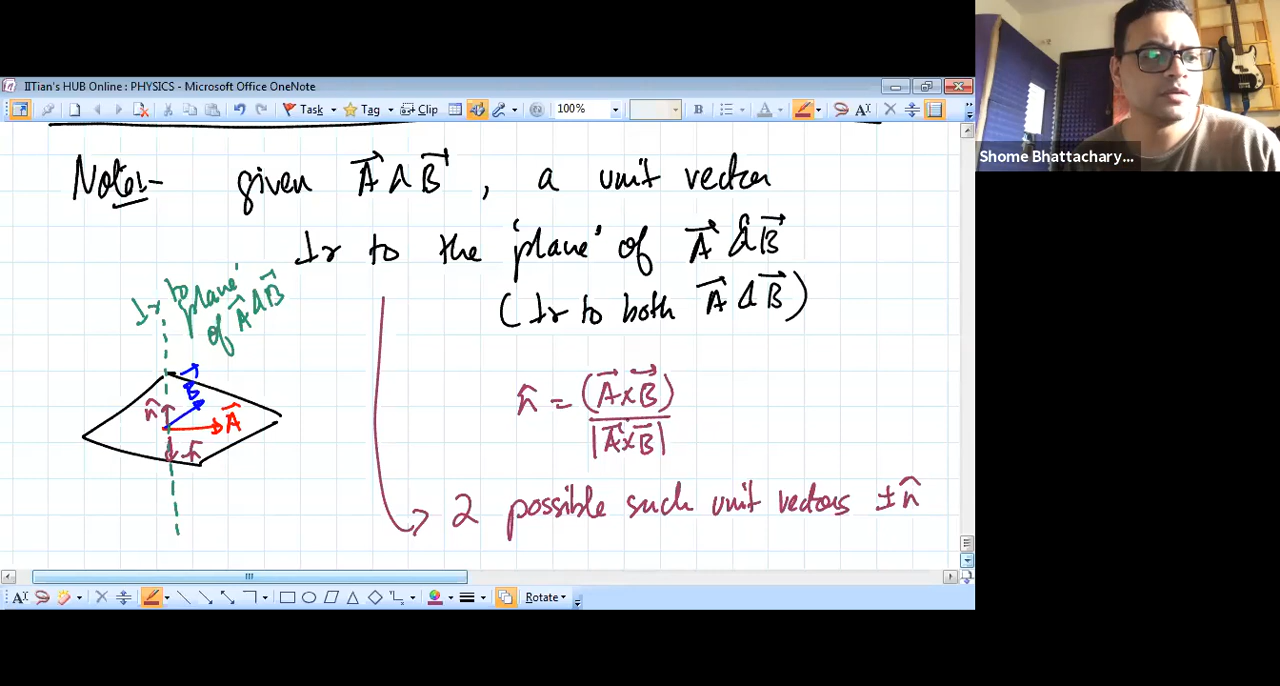 IITian's HUB Online : PHYSICS - Microsoft Office OneNote
Task Tag Clip 100% B A
Shome Bhattachary...
Note:- given A⃗ & B⃗ , a unit vector
⊥r to the 'plane' of A⃗ & B⃗
(⊥r to both A⃗ & B⃗)
⊥r to 'plane' of A⃗ & B⃗
B⃗
n̂
A⃗
-n̂
n̂ = (A⃗×B⃗)
|A⃗×B⃗|
2 possible such unit vectors ±n̂
Rotate